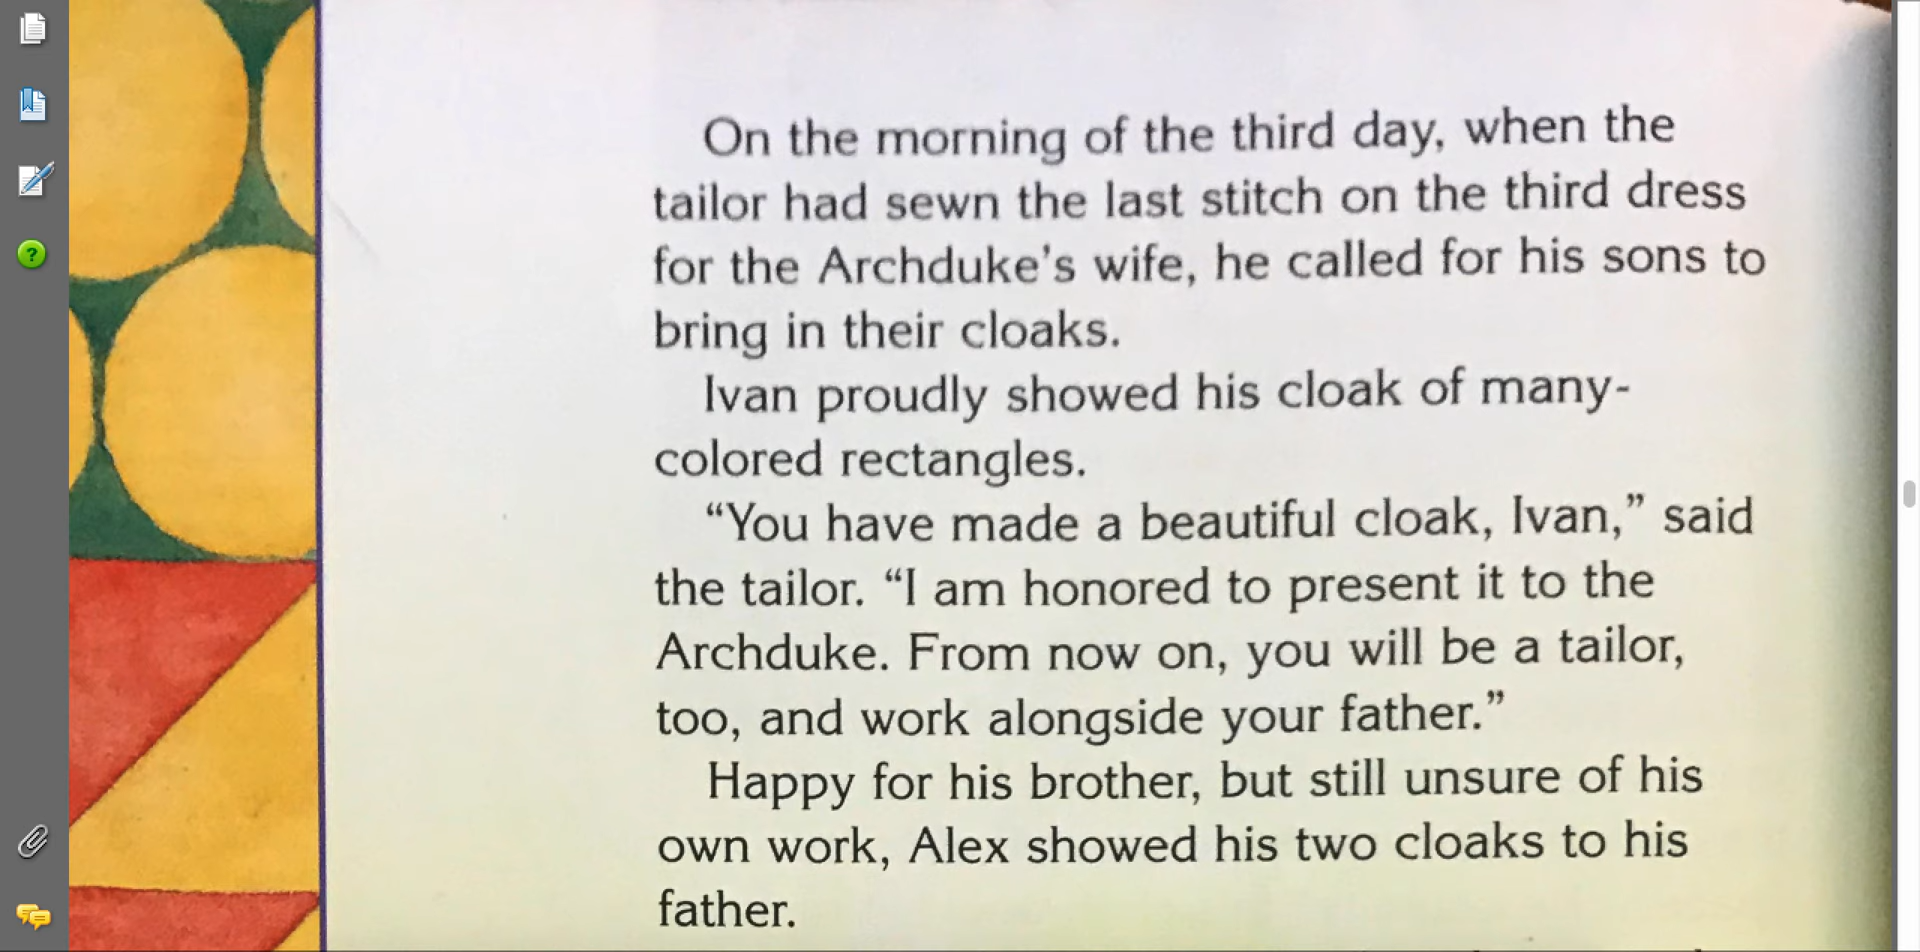 On the morning of the third day, when the
tailor had sewn the last stitch on the third dress
for the Archduke's wife, he called for his sons to
bring in their cloaks.
Ivan proudly showed his cloak of many-
colored rectangles.
“You have made a beautiful cloak, Ivan,” said
the tailor. “I am honored to present it to the
Archduke. From now on, you will be a tailor,
too, and work alongside your father.”
Happy for his brother, but still unsure of his
own work, Alex showed his two cloaks to his
father.